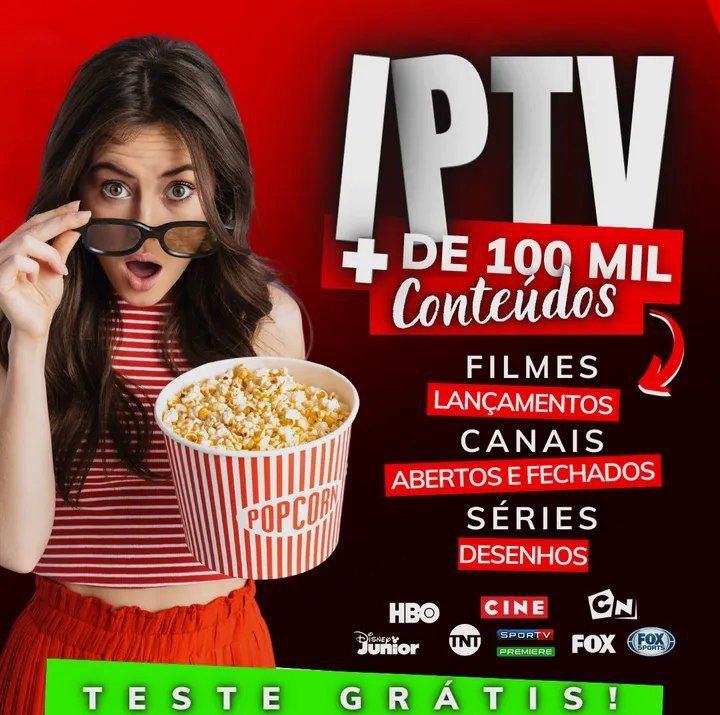 IPTV
+ DE 100 MIL
Conteúdos
FILMES
LANÇAMENTOS
CANAIS
ABERTOS E FECHADOS
SÉRIES
DESENHOS
POPCORN
HBO CINE CN
Disney Junior TNT SPORTV PREMIERE FOX FOX SPORTS
TESTE GRÁTIS!